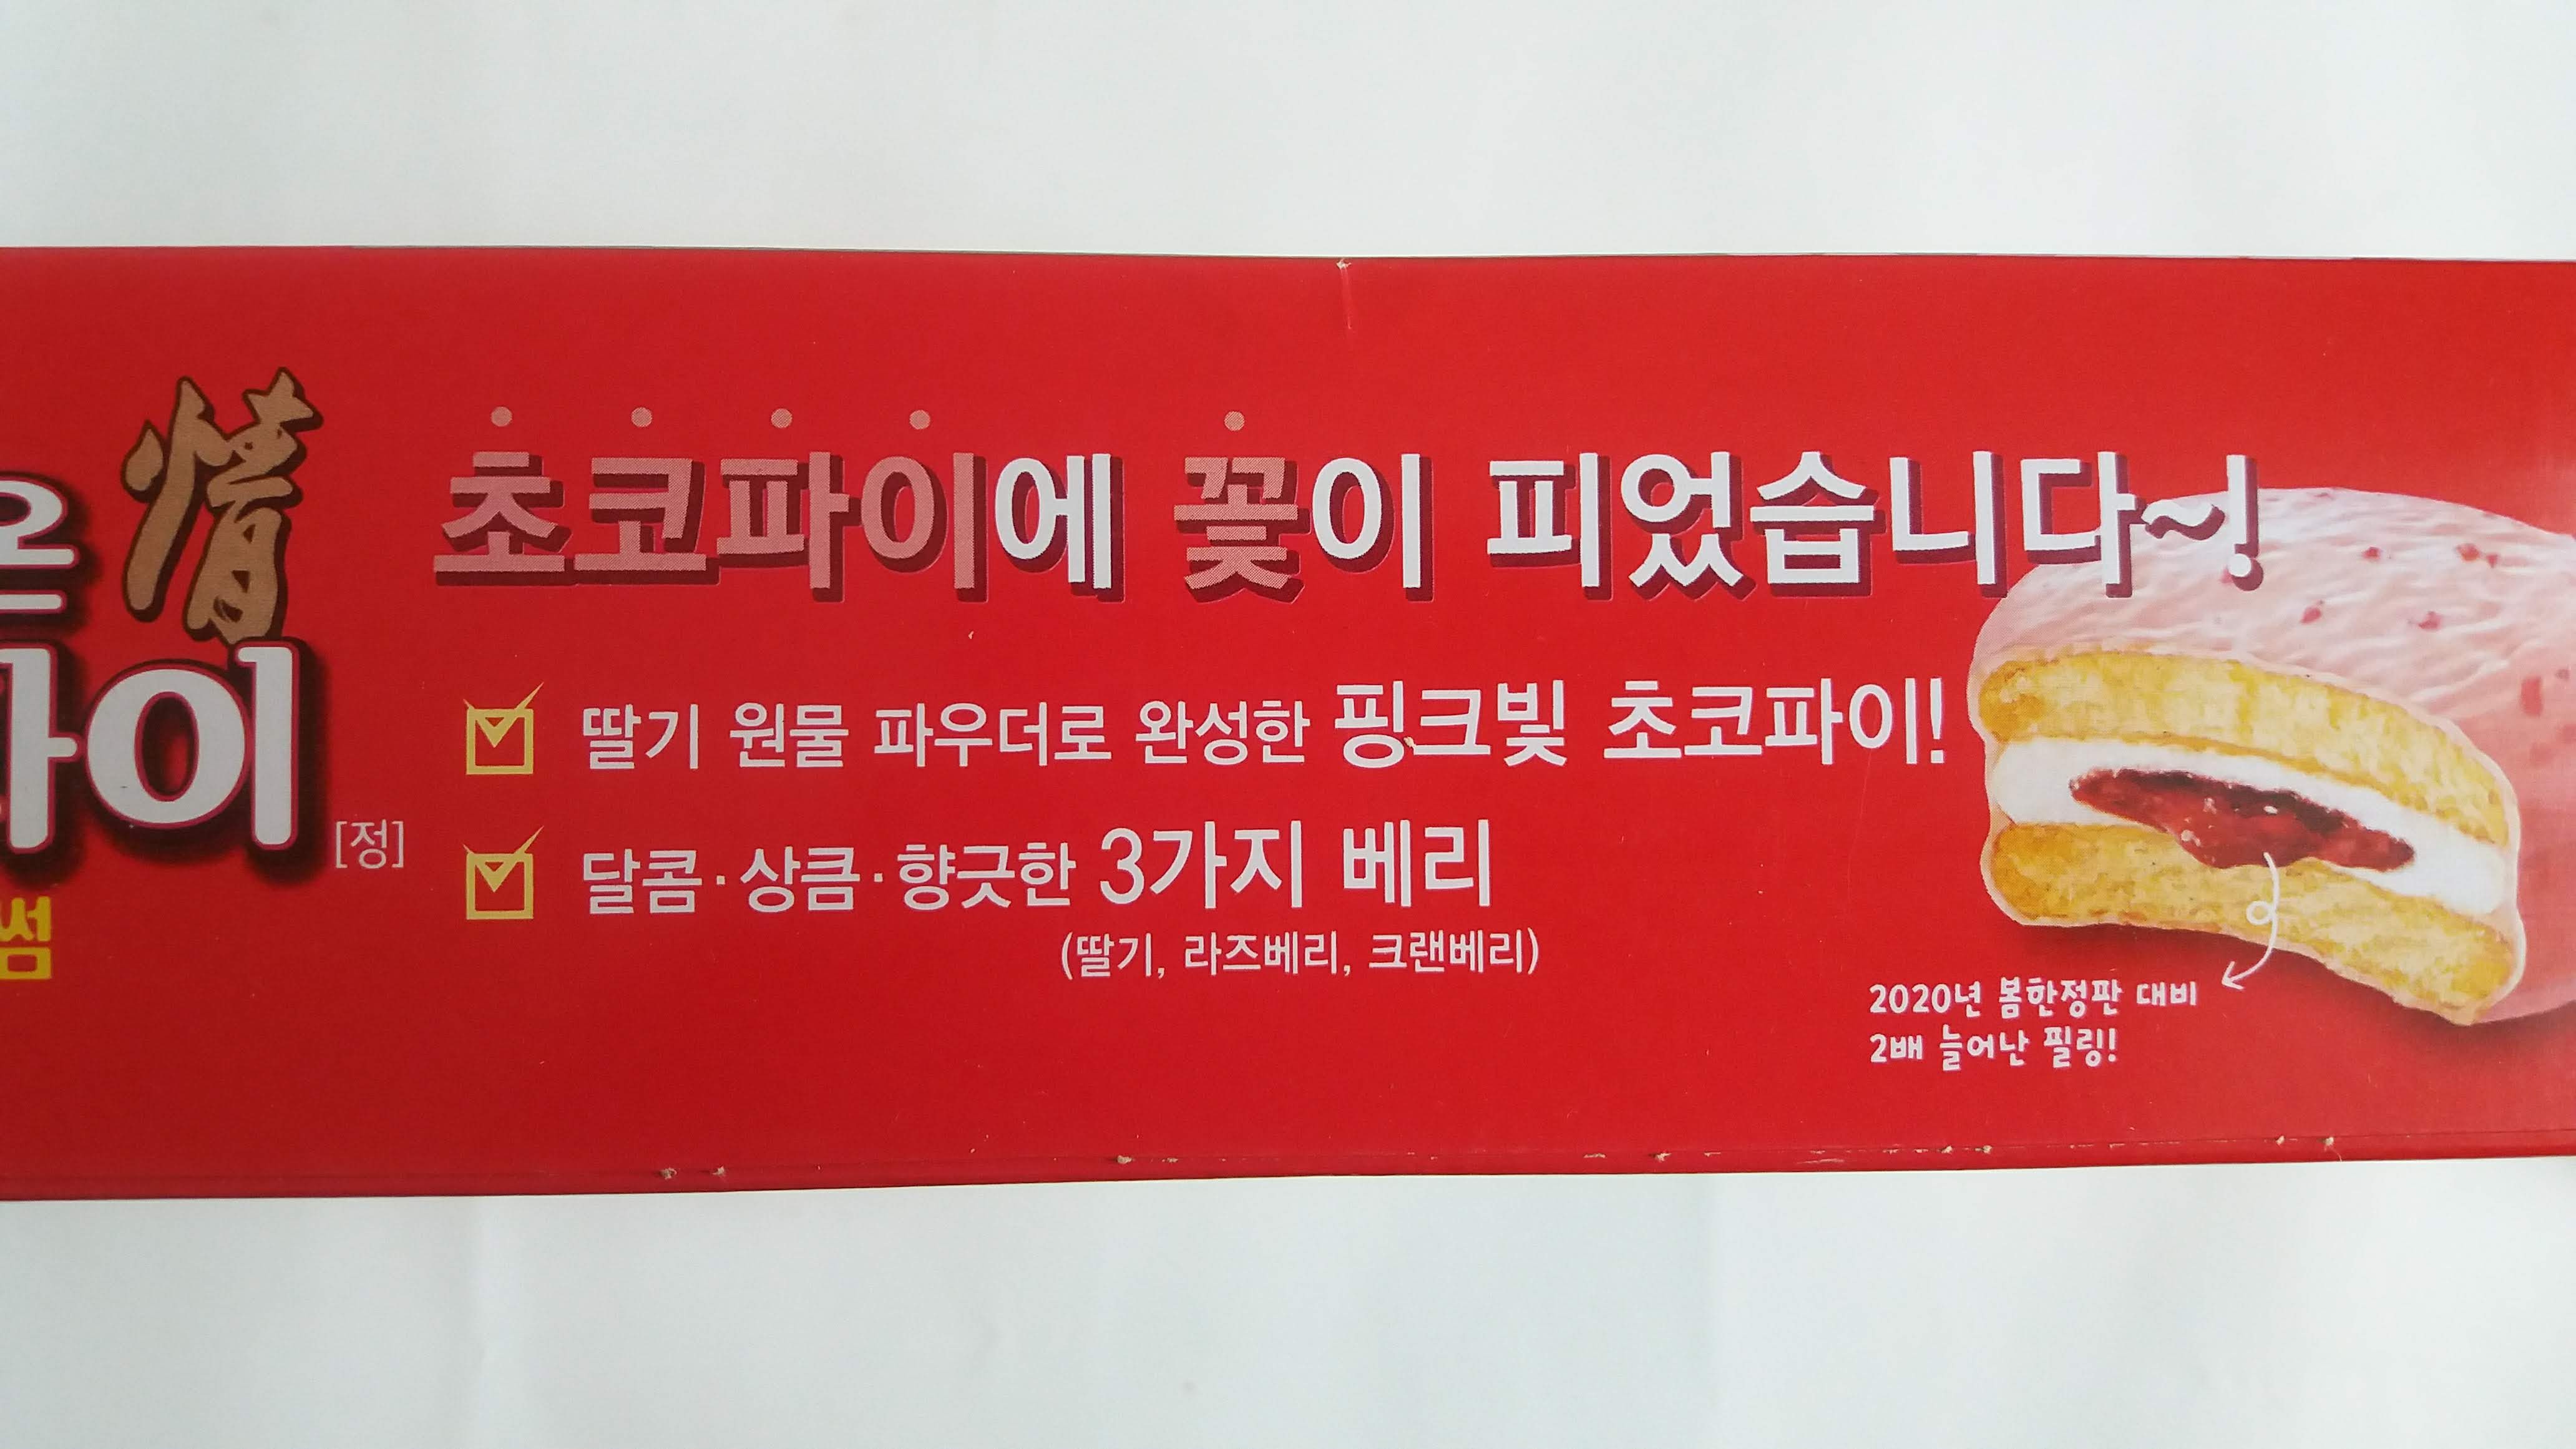 情
파이
[정]
썸
초코파이에 꽃이 피었습니다~!
딸기 원물 파우더로 완성한 핑크빛 초코파이!
달콤·상큼·향긋한 3가지 베리
(딸기, 라즈베리, 크랜베리)
2020년 봄한정판 대비
2배 늘어난 필링!